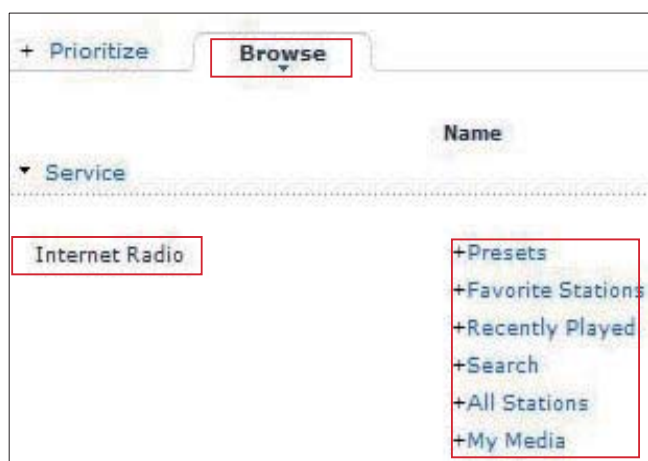 + Prioritize Browse
Name
Service
Internet Radio +Presets
+Favorite Stations
+Recently Played
+Search
+All Stations
+My Media